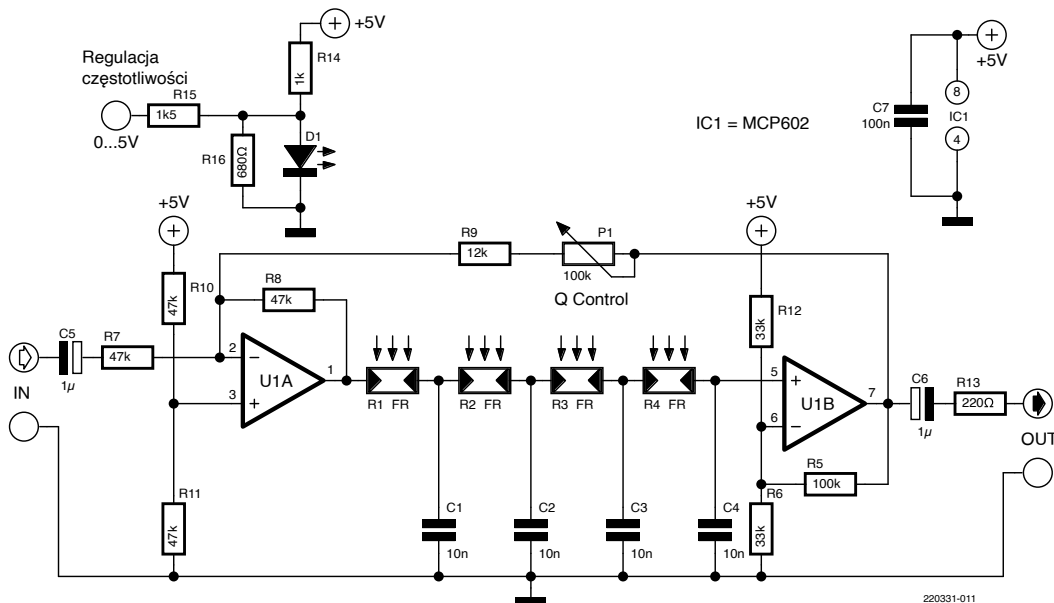 +5V
R14
1k
Regulacja
częstotliwości
R15
1k5
0...5V
R16
680Ω
D1
+5V
8
C7
100n
IC1
4
IC1 = MCP602
+5V
R10
47k
R9
12k
P1
100k
Q Control
+5V
R8
47k
R12
33k
C5
1µ
R7
47k
IN
2
−
3
+
1
U1A
R1 FR
R2 FR
R3 FR
R4 FR
5
+
6
−
7
U1B
C6
1µ
R13
220Ω
OUT
R5
100k
R11
47k
C1
10n
C2
10n
C3
10n
C4
10n
R6
33k
220331-011